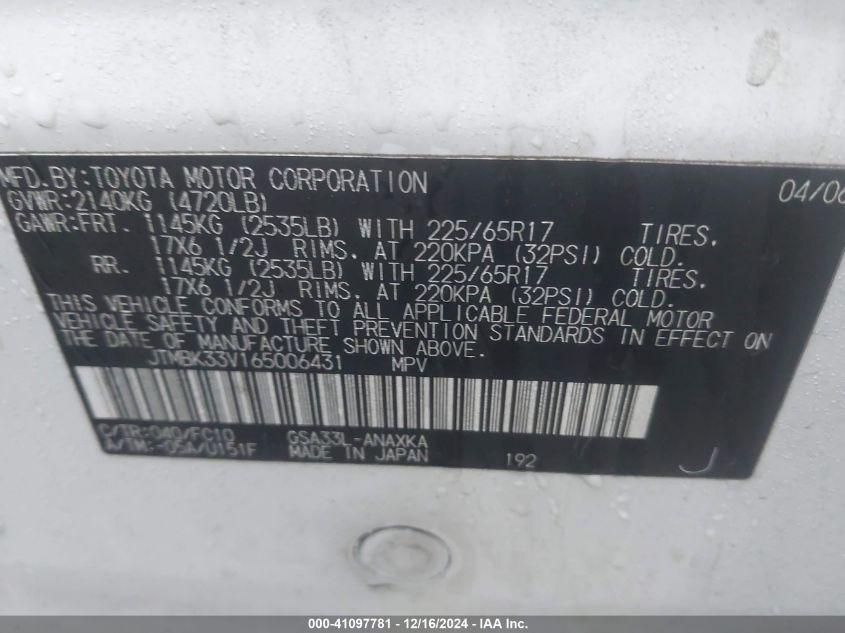 MFD.BY:TOYOTA MOTOR CORPORATION 04/06
GVWR:2140KG (4720LB)
GAWR:FRT. 1145KG (2535LB) WITH 225/65R17 TIRES.
17X6 1/2J RIMS. AT 220KPA (32PSI) COLD.
RR. 1145KG (2535LB) WITH 225/65R17 TIRES.
17X6 1/2J RIMS. AT 220KPA (32PSI) COLD.
THIS VEHICLE CONFORMS TO ALL APPLICABLE FEDERAL MOTOR
VEHICLE SAFETY AND THEFT PREVENTION STANDARDS IN EFFECT ON
THE DATE OF MANUFACTURE SHOWN ABOVE.
JTMBK33V165006431 MPV
C/TR:040/FC10 GSA33L-ANAXKA
A/TM:-05A/U151F MADE IN JAPAN 192 J
000-41097781 - 12/16/2024 - IAA Inc.